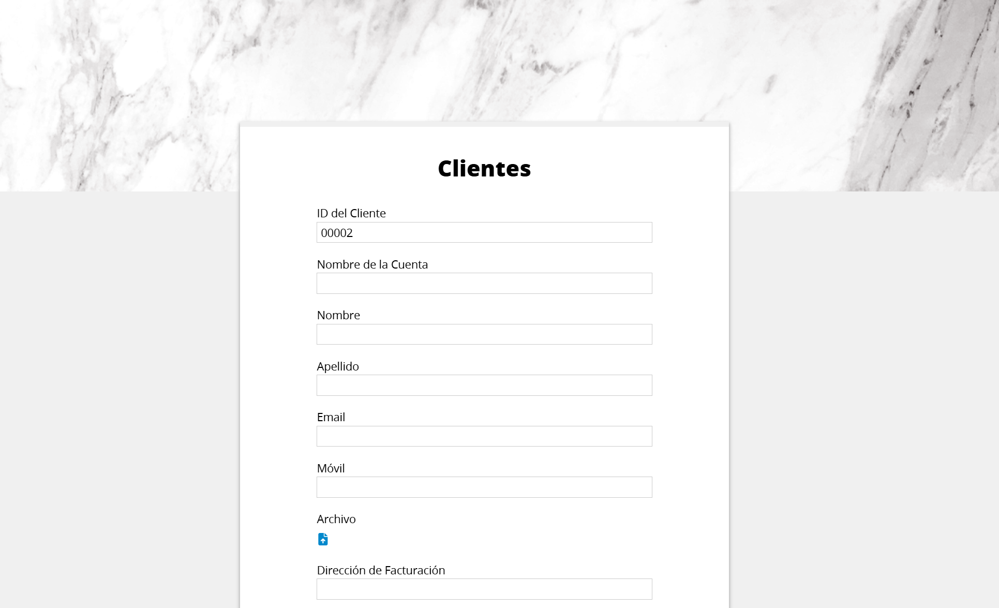 Clientes
ID del Cliente
00002
Nombre de la Cuenta
Nombre
Apellido
Email
Móvil
Archivo
Dirección de Facturación